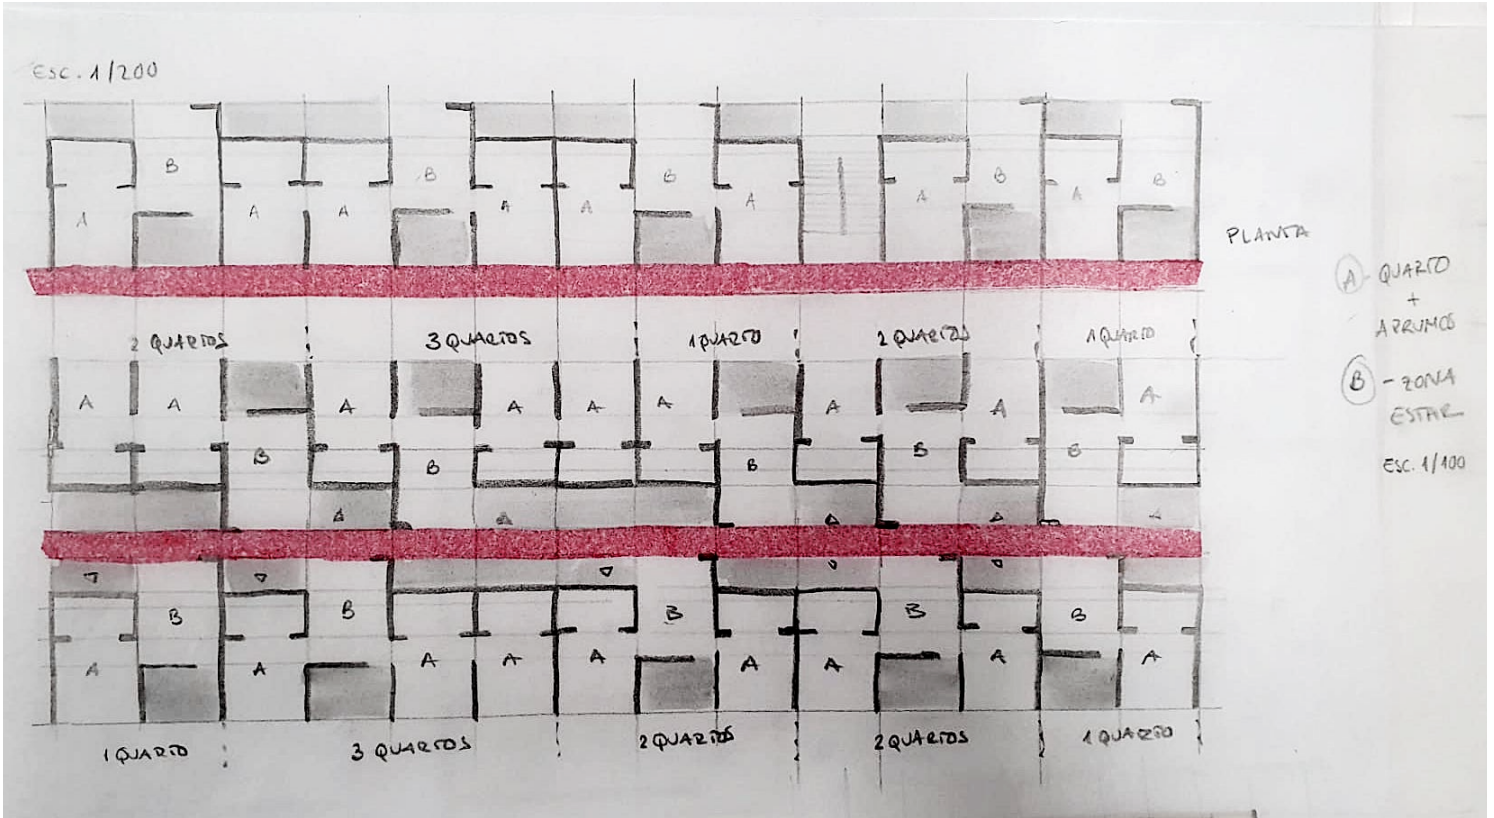 ESC. 1/200
A B A A B A A B A A B A B
PLANTA
2 QUARTOS 3 QUARTOS 1 QUARTO 2 QUARTOS 1 QUARTO
A A B A B A A A B A B A B A
A B A B A A A B A A B A B A
1 QUARTO 3 QUARTOS 2 QUARTOS 2 QUARTOS 1 QUARTO
A - QUARTO
+
ARRUMOS
B - ZONA
ESTAR
ESC. 1/100